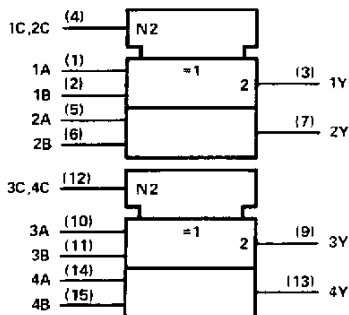 1C,2C (4) N2
1A (1) =1 (3) 1Y
1B (2) 2
2A (5) (7) 2Y
2B (6)
3C,4C (12) N2
3A (10) =1 (9) 3Y
3B (11) 2
4A (14) (13) 4Y
4B (15)